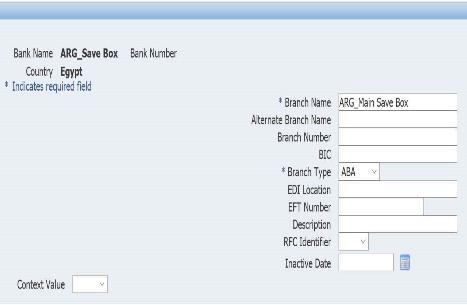 Bank Name ARG_Save Box Bank Number
Country Egypt
* Indicates required field
* Branch Name ARG_Main Save Box
Alternate Branch Name
Branch Number
BIC
* Branch Type ABA
EDI Location
EFT Number
Description
RFC Identifier
Inactive Date
Context Value